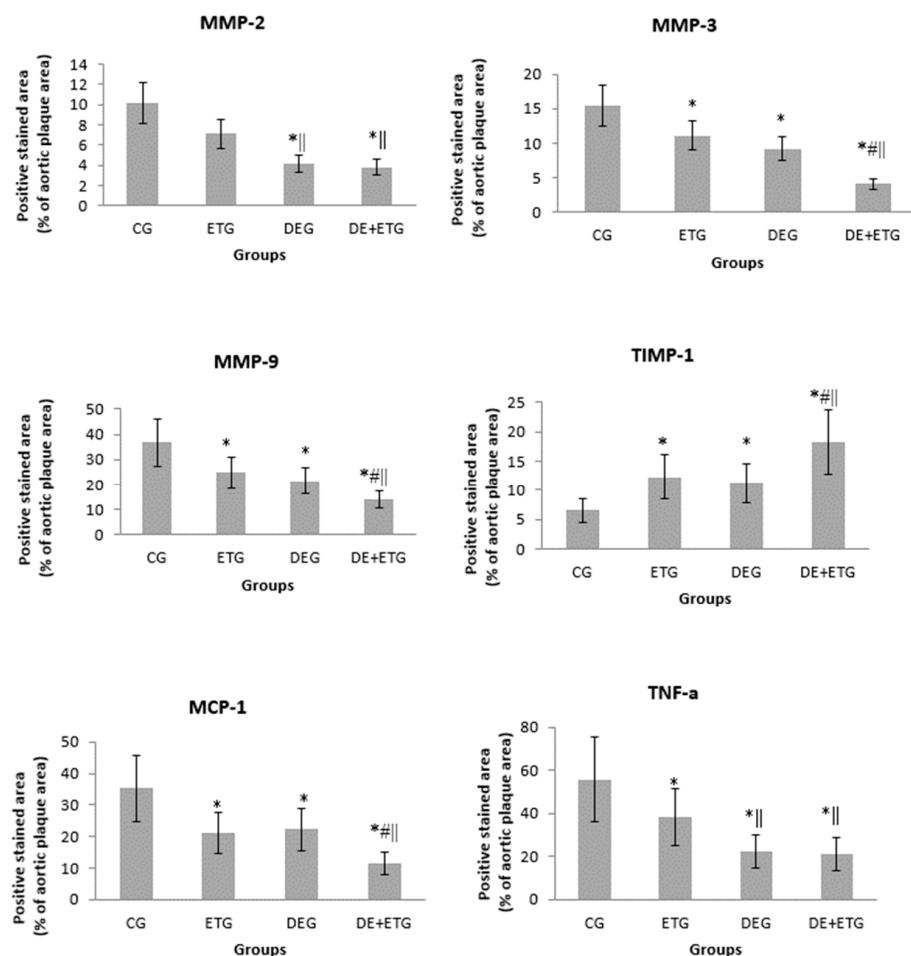 MMP-2
Positive stained area
(% of aortic plaque area)
14
12
10
8
6
4
2
0
*||
*||
CG ETG DEG DE+ETG
Groups
MMP-3
Positive stained area
(% of aortic plaque area)
20
15
10
5
0
*
*
*#||
CG ETG DEG DE+ETG
Groups
MMP-9
Positive stained area
(% of aortic plaque area)
50
40
30
20
10
0
*
*
*#||
CG ETG DEG DE+ETG
Groups
TIMP-1
Positive stained area
(% of aortic plaque area)
25
20
15
10
5
0
*
*
*#||
CG ETG DEG DE+ETG
Groups
MCP-1
Positive stained area
(% of aortic plaque area)
50
40
30
20
10
0
*
*
*#||
CG ETG DEG DE+ETG
Groups
TNF-a
Positive stained area
(% of aortic plaque area)
80
60
40
20
0
*
*||
*||
CG ETG DEG DE+ETG
Groups